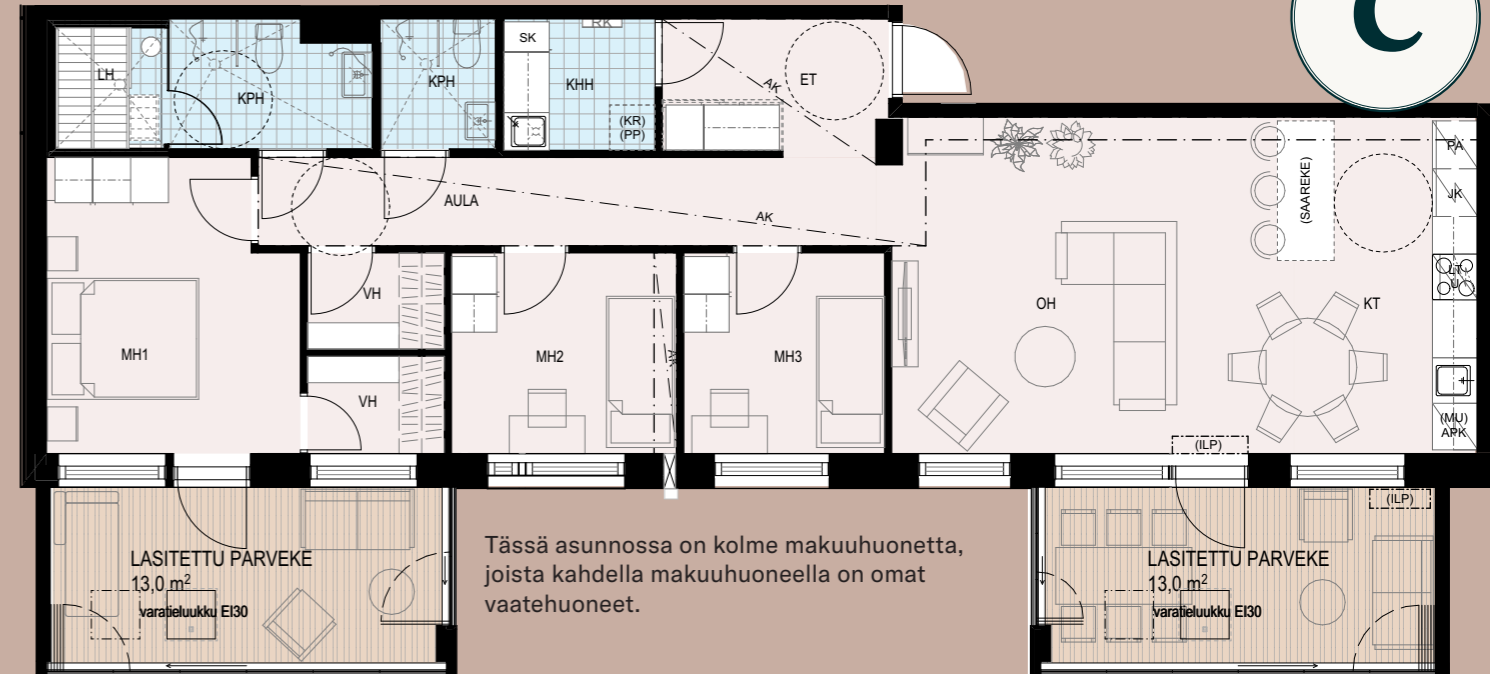 C
RK
SK
LH
KPH
KPH
KHH
(KR)
(PP)
AK
ET
AULA
AK
PA
JK
(SAAREKE)
LT
U
VH
MH1
VH
MH2
AK
MH3
OH
KT
(MU)
APK
(ILP)
(ILP)
LASITETTU PARVEKE
13,0 m²
varatieluukku EI30
Tässä asunnossa on kolme makuuhuonetta,
joista kahdella makuuhuoneella on omat
vaatehuoneet.
LASITETTU PARVEKE
13,0 m²
varatieluukku EI30